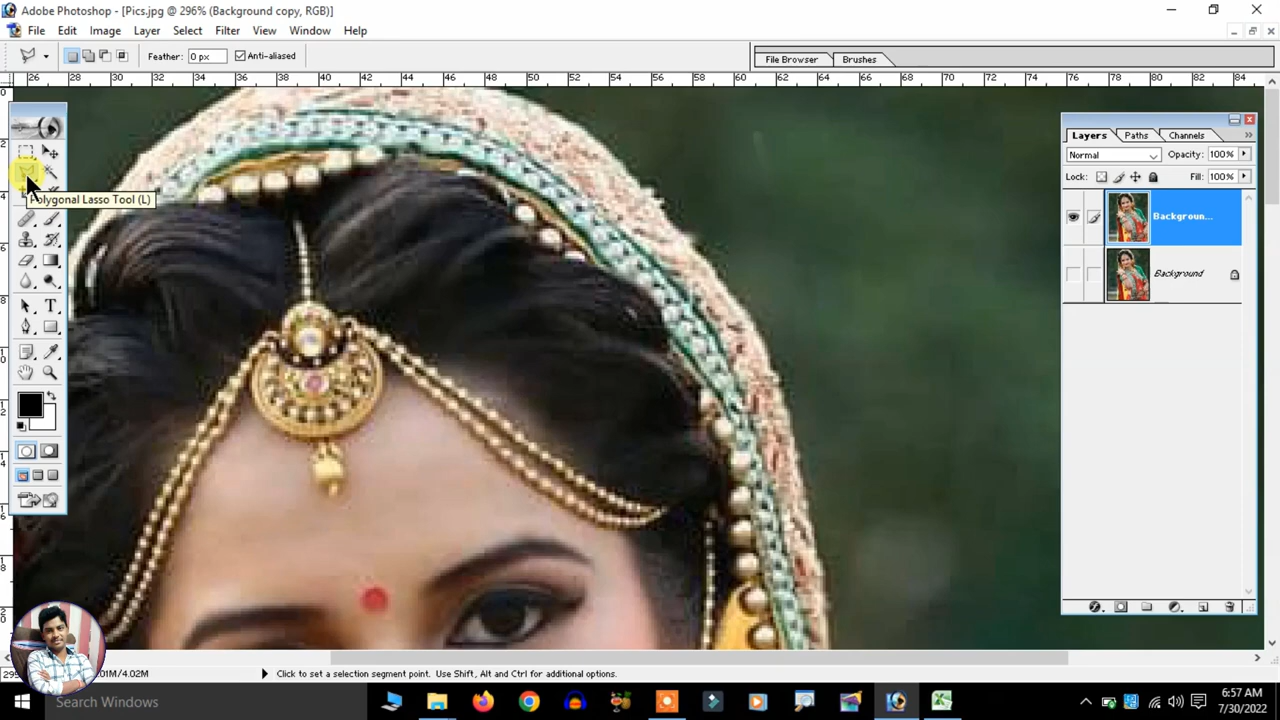 Adobe Photoshop - [Pics.jpg @ 296% (Background copy, RGB)]
File Edit Image Layer Select Filter View Window Help
Feather: 0 px Anti-aliased
File Browser Brushes
26 28 30 32 34 36 38 40 42 44 46 48 50 52 54 56 58 60 62 64 66 68 70 72 74 76 78 80 82 84
Layers Paths Channels
Normal Opacity: 100%
Lock: Fill: 100%
Polygonal Lasso Tool (L)
Backgroun...
Background
T
Click to set a selection segment point. Use Shift, Alt and Ctrl for additional options.
Search Windows
6:57 AM
7/30/2022